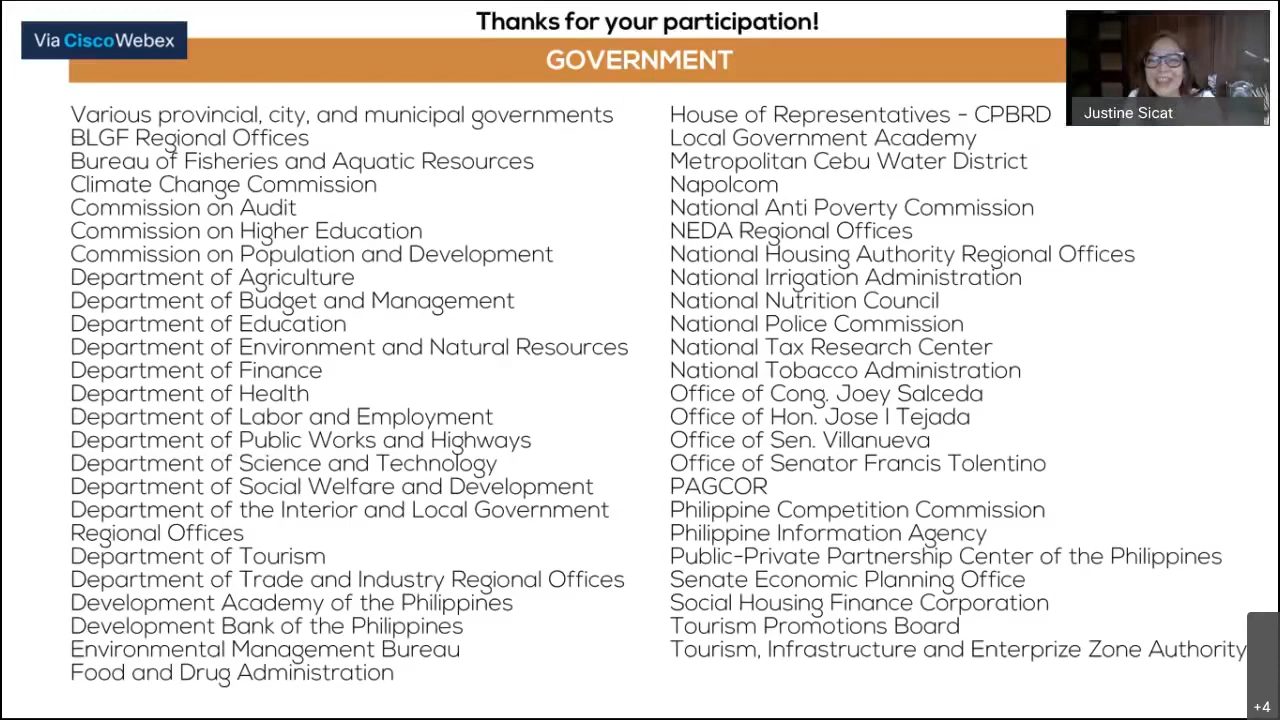 Thanks for your participation!
Via CiscoWebex
GOVERNMENT
Justine Sicat
Various provincial, city, and municipal governments
BLGF Regional Offices
Bureau of Fisheries and Aquatic Resources
Climate Change Commission
Commission on Audit
Commission on Higher Education
Commission on Population and Development
Department of Agriculture
Department of Budget and Management
Department of Education
Department of Environment and Natural Resources
Department of Finance
Department of Health
Department of Labor and Employment
Department of Public Works and Highways
Department of Science and Technology
Department of Social Welfare and Development
Department of the Interior and Local Government
Regional Offices
Department of Tourism
Department of Trade and Industry Regional Offices
Development Academy of the Philippines
Development Bank of the Philippines
Environmental Management Bureau
Food and Drug Administration
House of Representatives - CPBRD
Local Government Academy
Metropolitan Cebu Water District
Napolcom
National Anti Poverty Commission
NEDA Regional Offices
National Housing Authority Regional Offices
National Irrigation Administration
National Nutrition Council
National Police Commission
National Tax Research Center
National Tobacco Administration
Office of Cong. Joey Salceda
Office of Hon. Jose I Tejada
Office of Sen. Villanueva
Office of Senator Francis Tolentino
PAGCOR
Philippine Competition Commission
Philippine Information Agency
Public-Private Partnership Center of the Philippines
Senate Economic Planning Office
Social Housing Finance Corporation
Tourism Promotions Board
Tourism, Infrastructure and Enterprize Zone Authority
+4